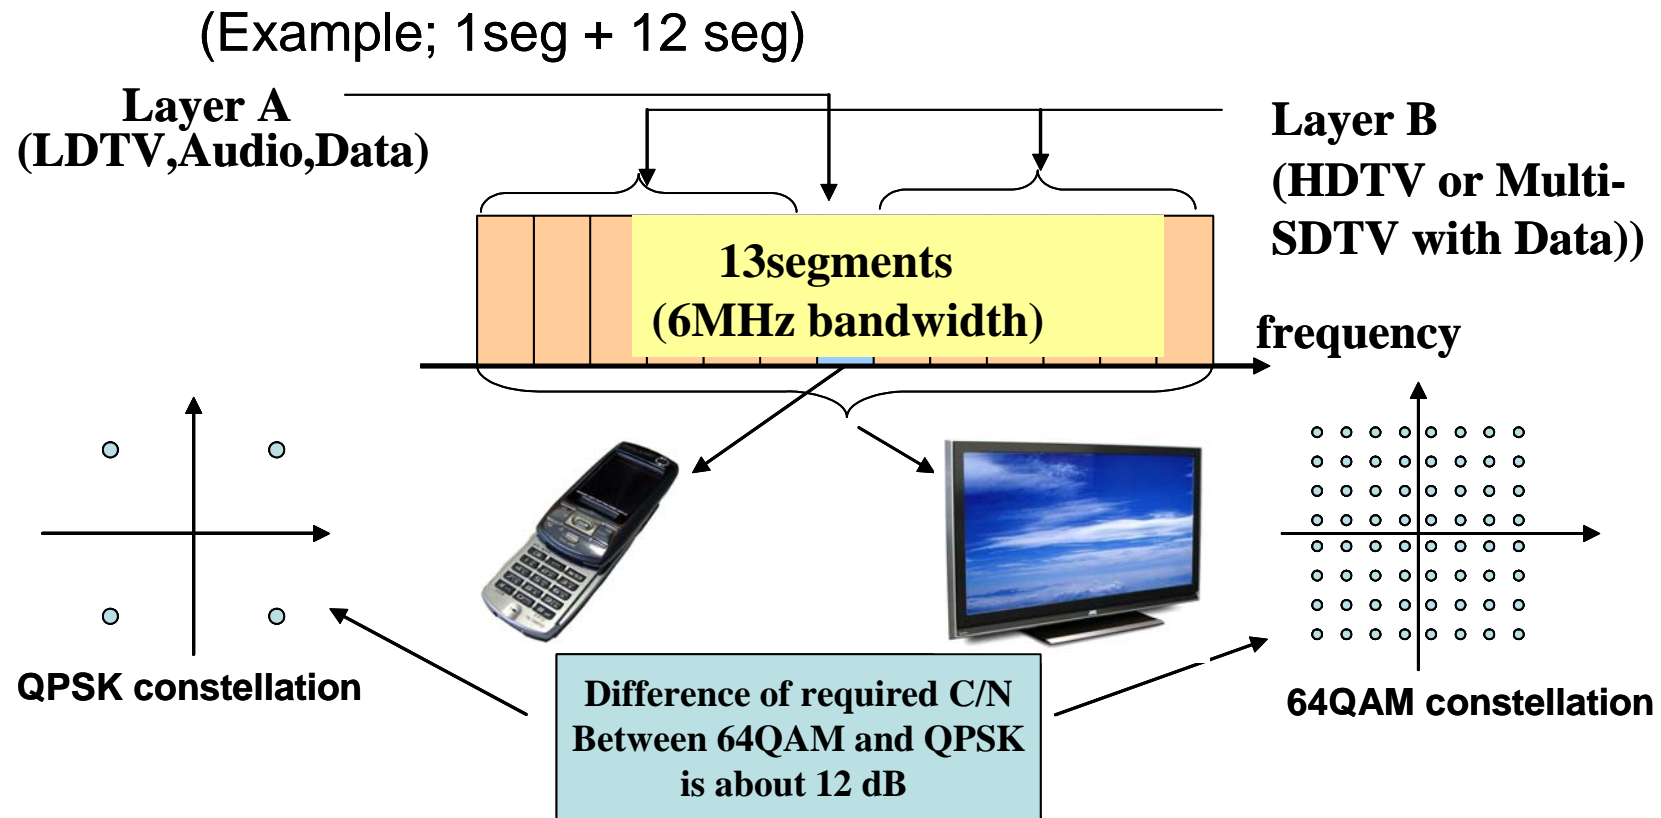 (Example; 1seg + 12 seg)
Layer A
(LDTV,Audio,Data)
Layer B
(HDTV or Multi-
SDTV with Data))
13segments
(6MHz bandwidth)
frequency
QPSK constellation
64QAM constellation
Difference of required C/N
Between 64QAM and QPSK
is about 12 dB